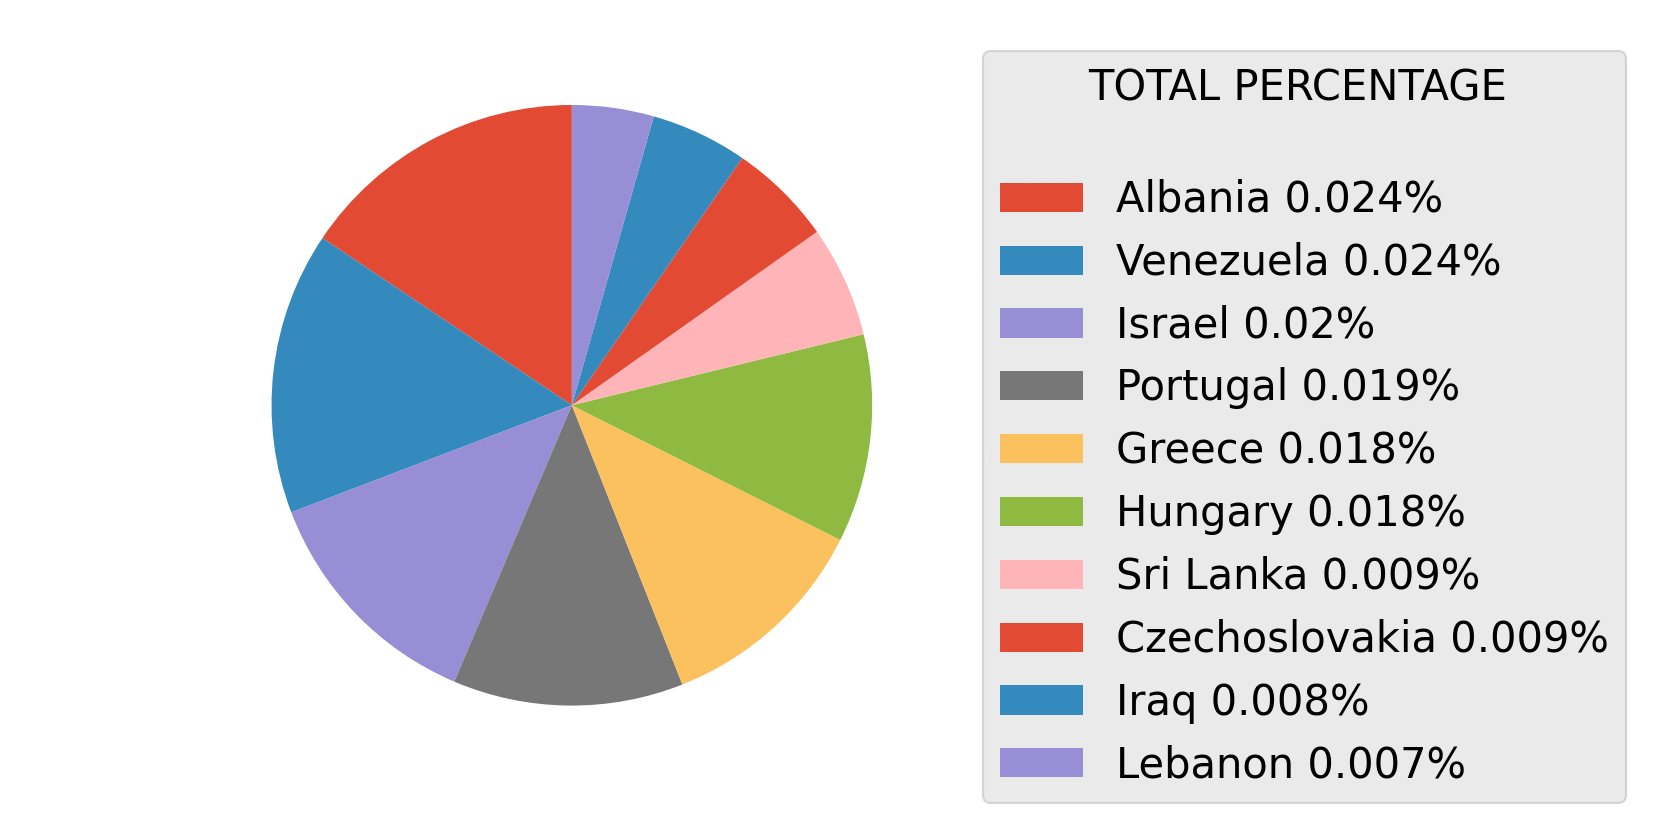 TOTAL PERCENTAGE
Albania 0.024%
Venezuela 0.024%
Israel 0.02%
Portugal 0.019%
Greece 0.018%
Hungary 0.018%
Sri Lanka 0.009%
Czechoslovakia 0.009%
Iraq 0.008%
Lebanon 0.007%